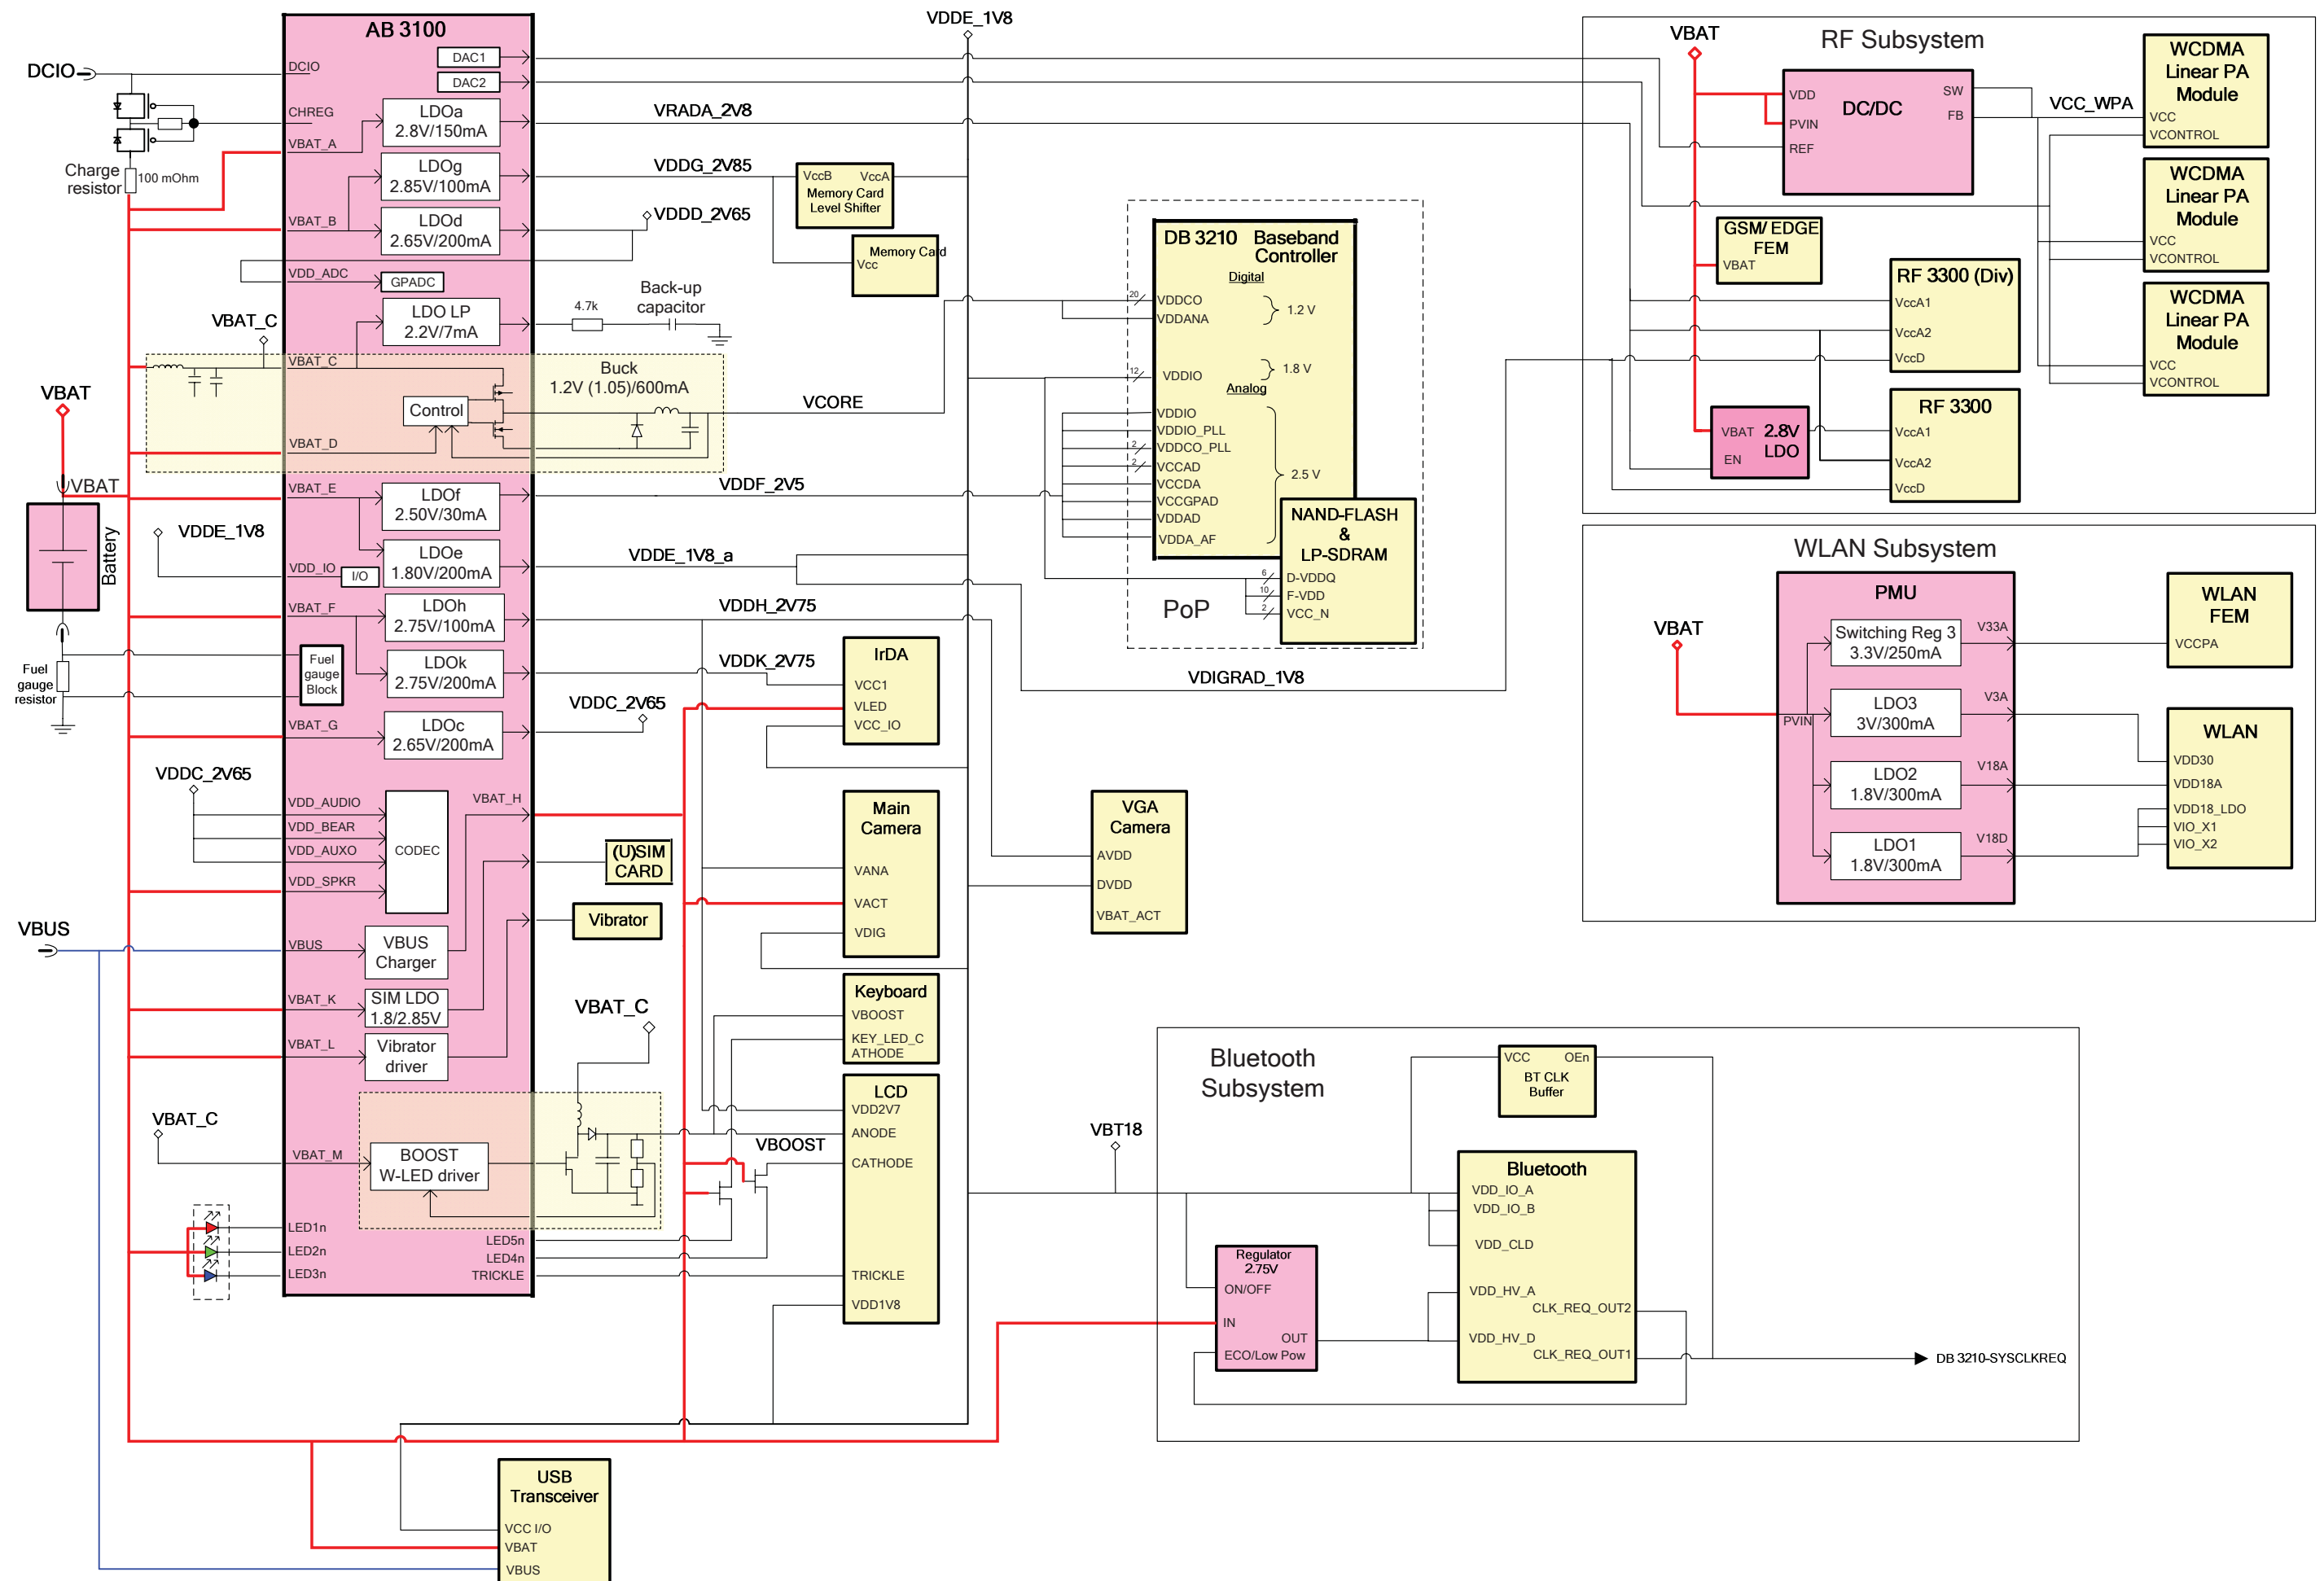 AB 3100
DCIO
DCIO
CHREG
VBAT_A
Charge
resistor
100 mOhm
VBAT_B
VDD_ADC
GPADC
DAC1
DAC2
LDOa
2.8V/150mA
LDOg
2.85V/100mA
LDOd
2.65V/200mA
LDO LP
2.2V/7mA
VBAT_C
VBAT_C
Control
Buck
1.2V (1.05)/600mA
VBAT_D
VBAT
VBAT
Battery
VBAT_E
LDOf
2.50V/30mA
VDDE_1V8
LDOe
1.80V/200mA
VDD_IO
I/O
VBAT_F
LDOh
2.75V/100mA
LDOk
2.75V/200mA
Fuel
gauge
Block
Fuel
gauge
resistor
VBAT_G
LDOc
2.65V/200mA
VDDC_2V65
VDD_AUDIO
VDD_BEAR
VDD_AUXO
VDD_SPKR
CODEC
VBAT_H
VBUS
VBUS
VBUS
Charger
VBAT_K
SIM LDO
1.8/2.85V
VBAT_L
Vibrator
driver
VBAT_C
VBAT_M
BOOST
W-LED driver
LED1n
LED2n
LED3n
LED5n
LED4n
TRICKLE
VRADA_2V8
VDDG_2V85
VDDD_2V65
4.7k
Back-up
capacitor
VCORE
VDDF_2V5
VDDE_1V8_a
VDDH_2V75
VDDK_2V75
VDDC_2V65
(U)SIM
CARD
Vibrator
VBAT_C
VBOOST
VDDE_1V8
VccB
VccA
Memory Card
Level Shifter
Memory Card
Vcc
IrDA
VCC1
VLED
VCC_IO
Main
Camera
VANA
VACT
VDIG
Keyboard
VBOOST
KEY_LED_C
ATHODE
LCD
VDD2V7
ANODE
CATHODE
TRICKLE
VDD1V8
USB
Transceiver
VCC I/O
VBAT
VBUS
VGA
Camera
AVDD
DVDD
VBAT_ACT
DB 3210 Baseband
Controller
Digital
20
VDDCO
VDDANA
1.2 V
12
VDDIO
1.8 V
Analog
VDDIO
VDDIO_PLL
2
VDDCO_PLL
2
VCCAD
VCCDA
VCCGPAD
VDDAD
VDDA_AF
2.5 V
NAND-FLASH
&
LP-SDRAM
6
D-VDDQ
10
F-VDD
2
VCC_N
PoP
VDIGRAD_1V8
RF Subsystem
VBAT
VDD
PVIN
REF
DC/DC
SW
FB
VCC_WPA
WCDMA
Linear PA
Module
VCC
VCONTROL
WCDMA
Linear PA
Module
VCC
VCONTROL
WCDMA
Linear PA
Module
VCC
VCONTROL
GSM/ EDGE
FEM
VBAT
RF 3300 (Div)
VccA1
VccA2
VccD
VBAT
2.8V
LDO
EN
RF 3300
VccA1
VccA2
VccD
WLAN Subsystem
VBAT
PMU
PVIN
Switching Reg 3
3.3V/250mA
LDO3
3V/300mA
LDO2
1.8V/300mA
LDO1
1.8V/300mA
V33A
V3A
V18A
V18D
WLAN
FEM
VCCPA
WLAN
VDD30
VDD18A
VDD18_LDO
VIO_X1
VIO_X2
Bluetooth
Subsystem
VBT18
VCC
OEn
BT CLK
Buffer
Regulator
2.75V
ON/OFF
IN
OUT
ECO/Low Pow
Bluetooth
VDD_IO_A
VDD_IO_B
VDD_CLD
VDD_HV_A
CLK_REQ_OUT2
VDD_HV_D
CLK_REQ_OUT1
DB 3210-SYSCLKREQ